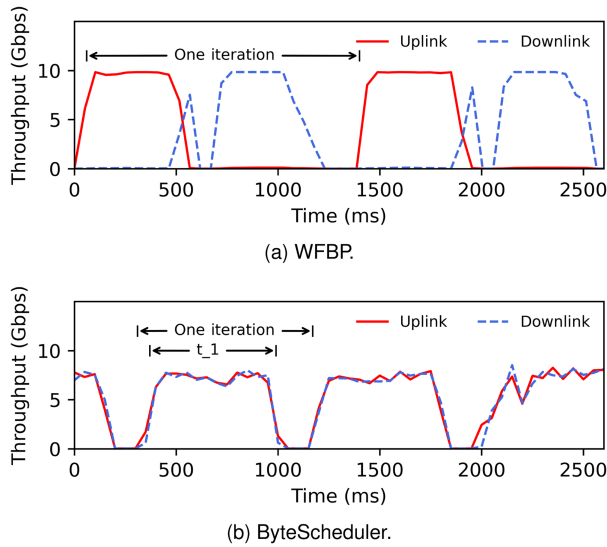 One iteration
Uplink
Downlink
Throughput (Gbps)
10
5
0
0
500
1000
1500
2000
2500
Time (ms)
(a) WFBP.
One iteration
t_1
Uplink
Downlink
Throughput (Gbps)
10
5
0
0
500
1000
1500
2000
2500
Time (ms)
(b) ByteScheduler.